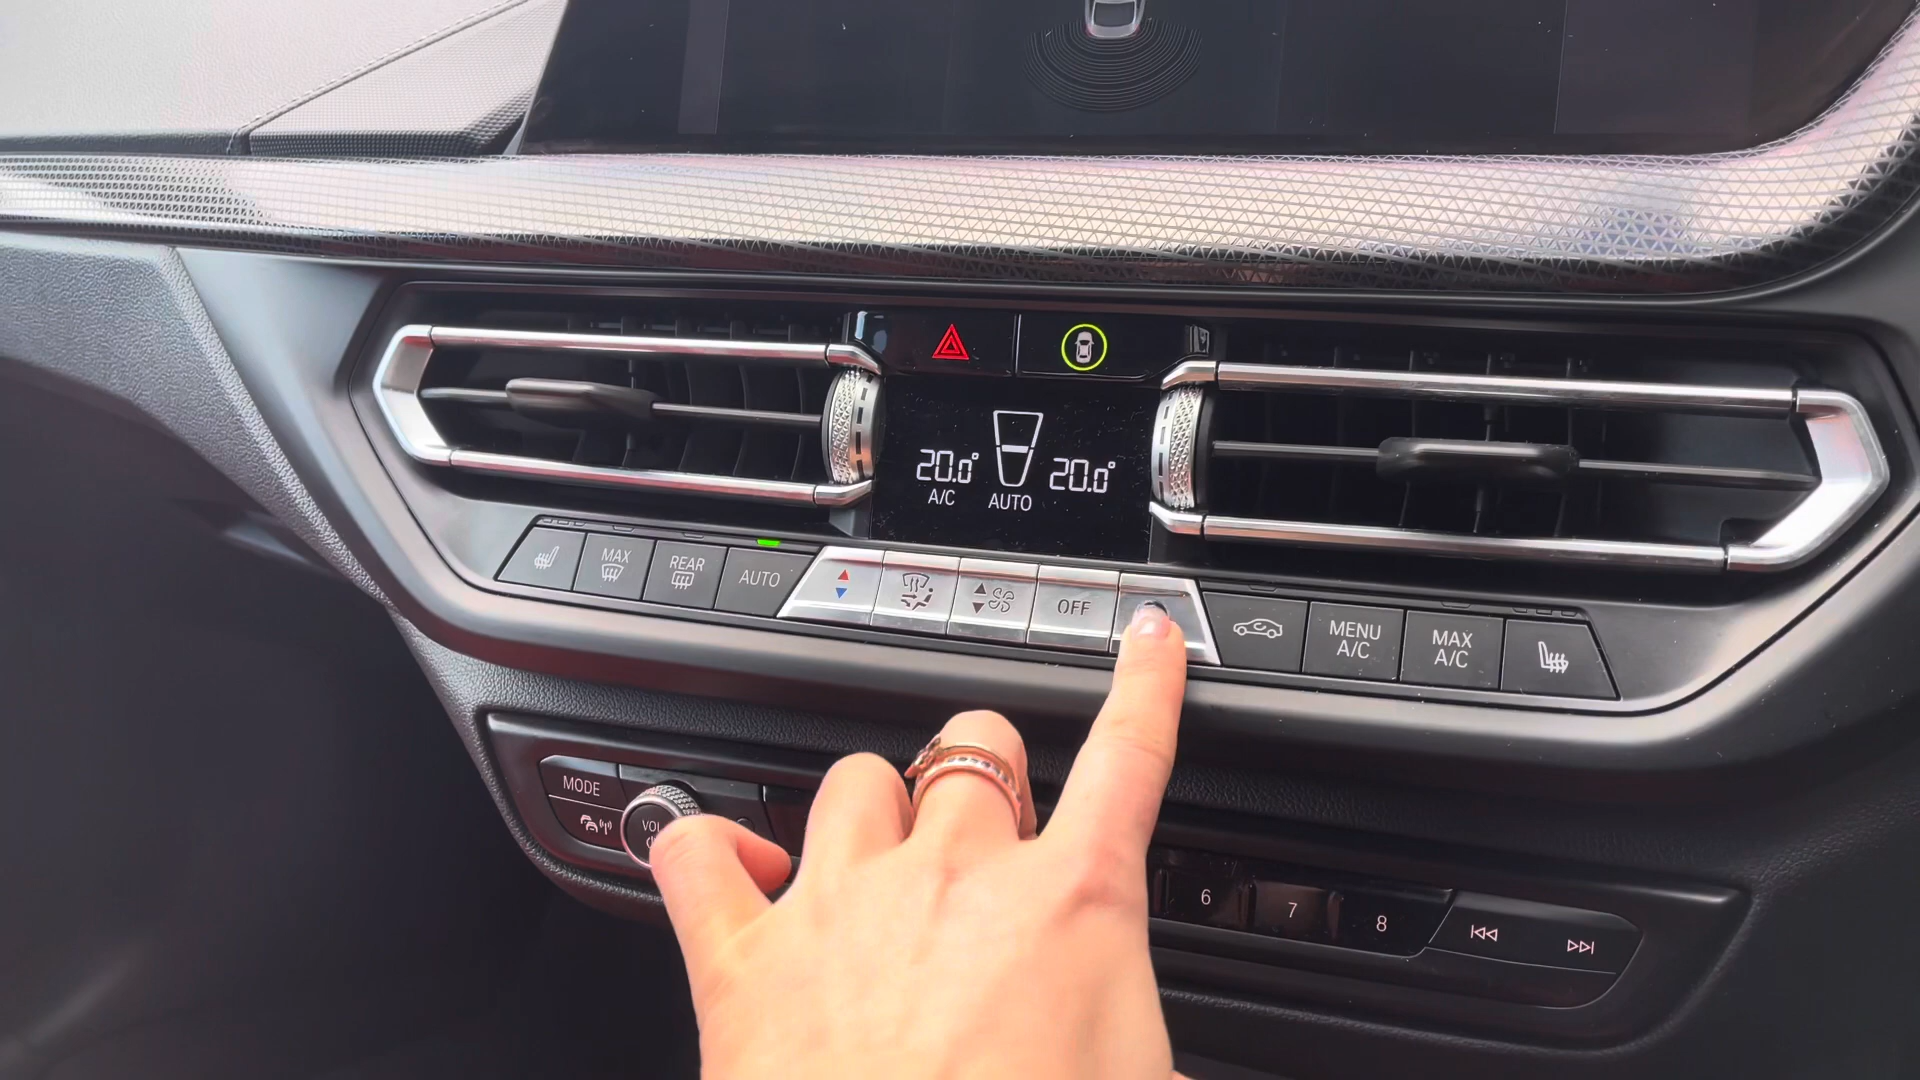 20.0°
A/C
AUTO
20.0°
MAX
REAR
AUTO
OFF
MENU
A/C
MAX
A/C
MODE
VOL
6
7
8